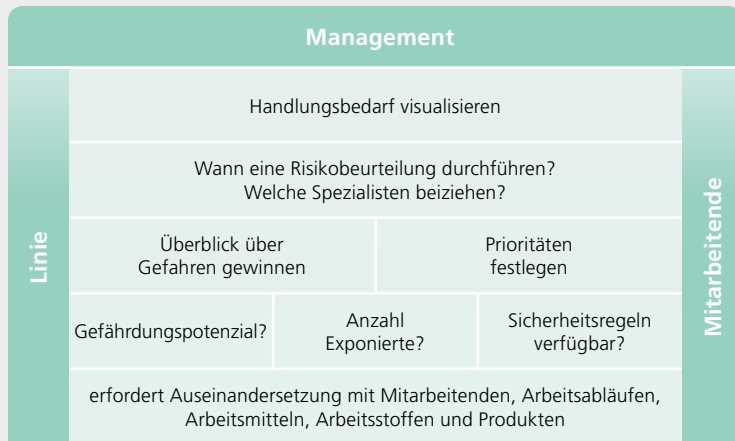 Management
Linie
Handlungsbedarf visualisieren
Wann eine Risikobeurteilung durchführen?
Welche Spezialisten beiziehen?
Überblick über
Gefahren gewinnen
Prioritäten
festlegen
Gefährdungspotenzial?
Anzahl
Exponierte?
Sicherheitsregeln
verfügbar?
erfordert Auseinandersetzung mit Mitarbeitenden, Arbeitsabläufen,
Arbeitsmitteln, Arbeitsstoffen und Produkten
Mitarbeitende